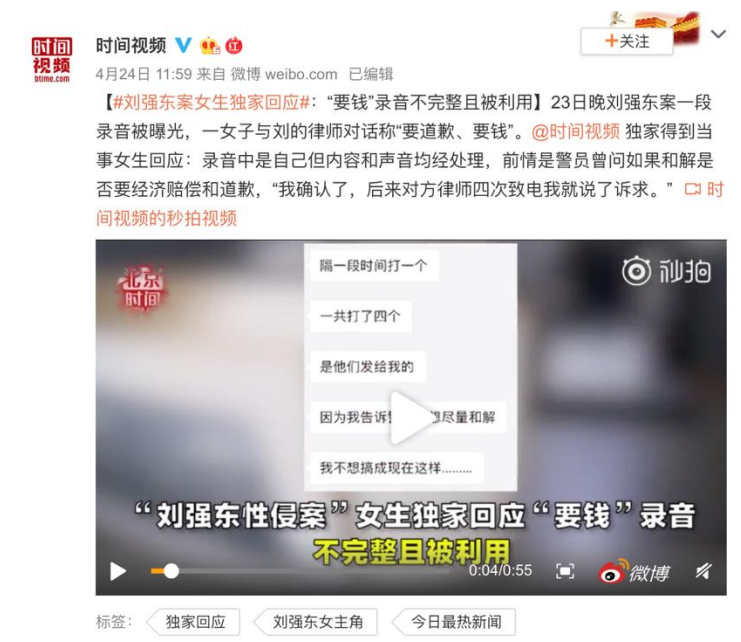 时间视频
+关注
时间
视频
btime.com
4月24日 11:59 来自 微博 weibo.com 已编辑
【#刘强东案女生独家回应#：“要钱”录音不完整且被利用】23日晚刘强东案一段
录音被曝光，一女子与刘的律师对话称“要道歉、要钱”。@时间视频 独家得到当
事女生回应：录音中是自己但内容和声音均经处理，前情是警员曾问如果和解是
否要经济赔偿和道歉，“我确认了，后来对方律师四次致电我就说了诉求。” 时
间视频的秒拍视频
北京
时间
秒拍
隔一段时间打一个
一共打了四个
是他们发给我的
因为我告诉 想尽量和解
我不想搞成现在这样………
“刘强东性侵案”女生独家回应“要钱”录音
不完整且被利用
0:04/0:55
微博
标签： 独家回应 刘强东女主角 今日最热新闻